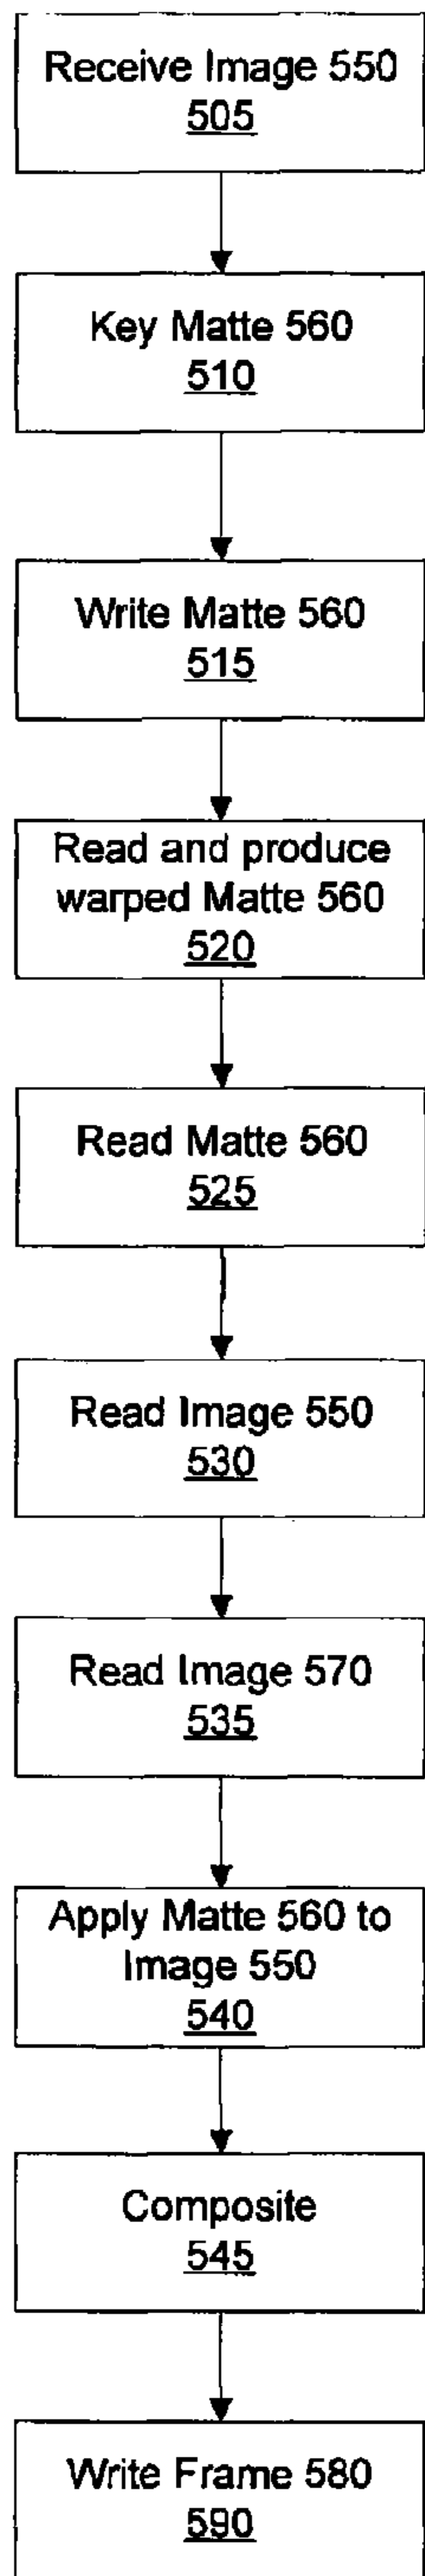 Receive Image 550
505
Key Matte 560
510
Write Matte 560
515
Read and produce
warped Matte 560
520
Read Matte 560
525
Read Image 550
530
Read Image 570
535
Apply Matte 560 to
Image 550
540
Composite
545
Write Frame 580
590